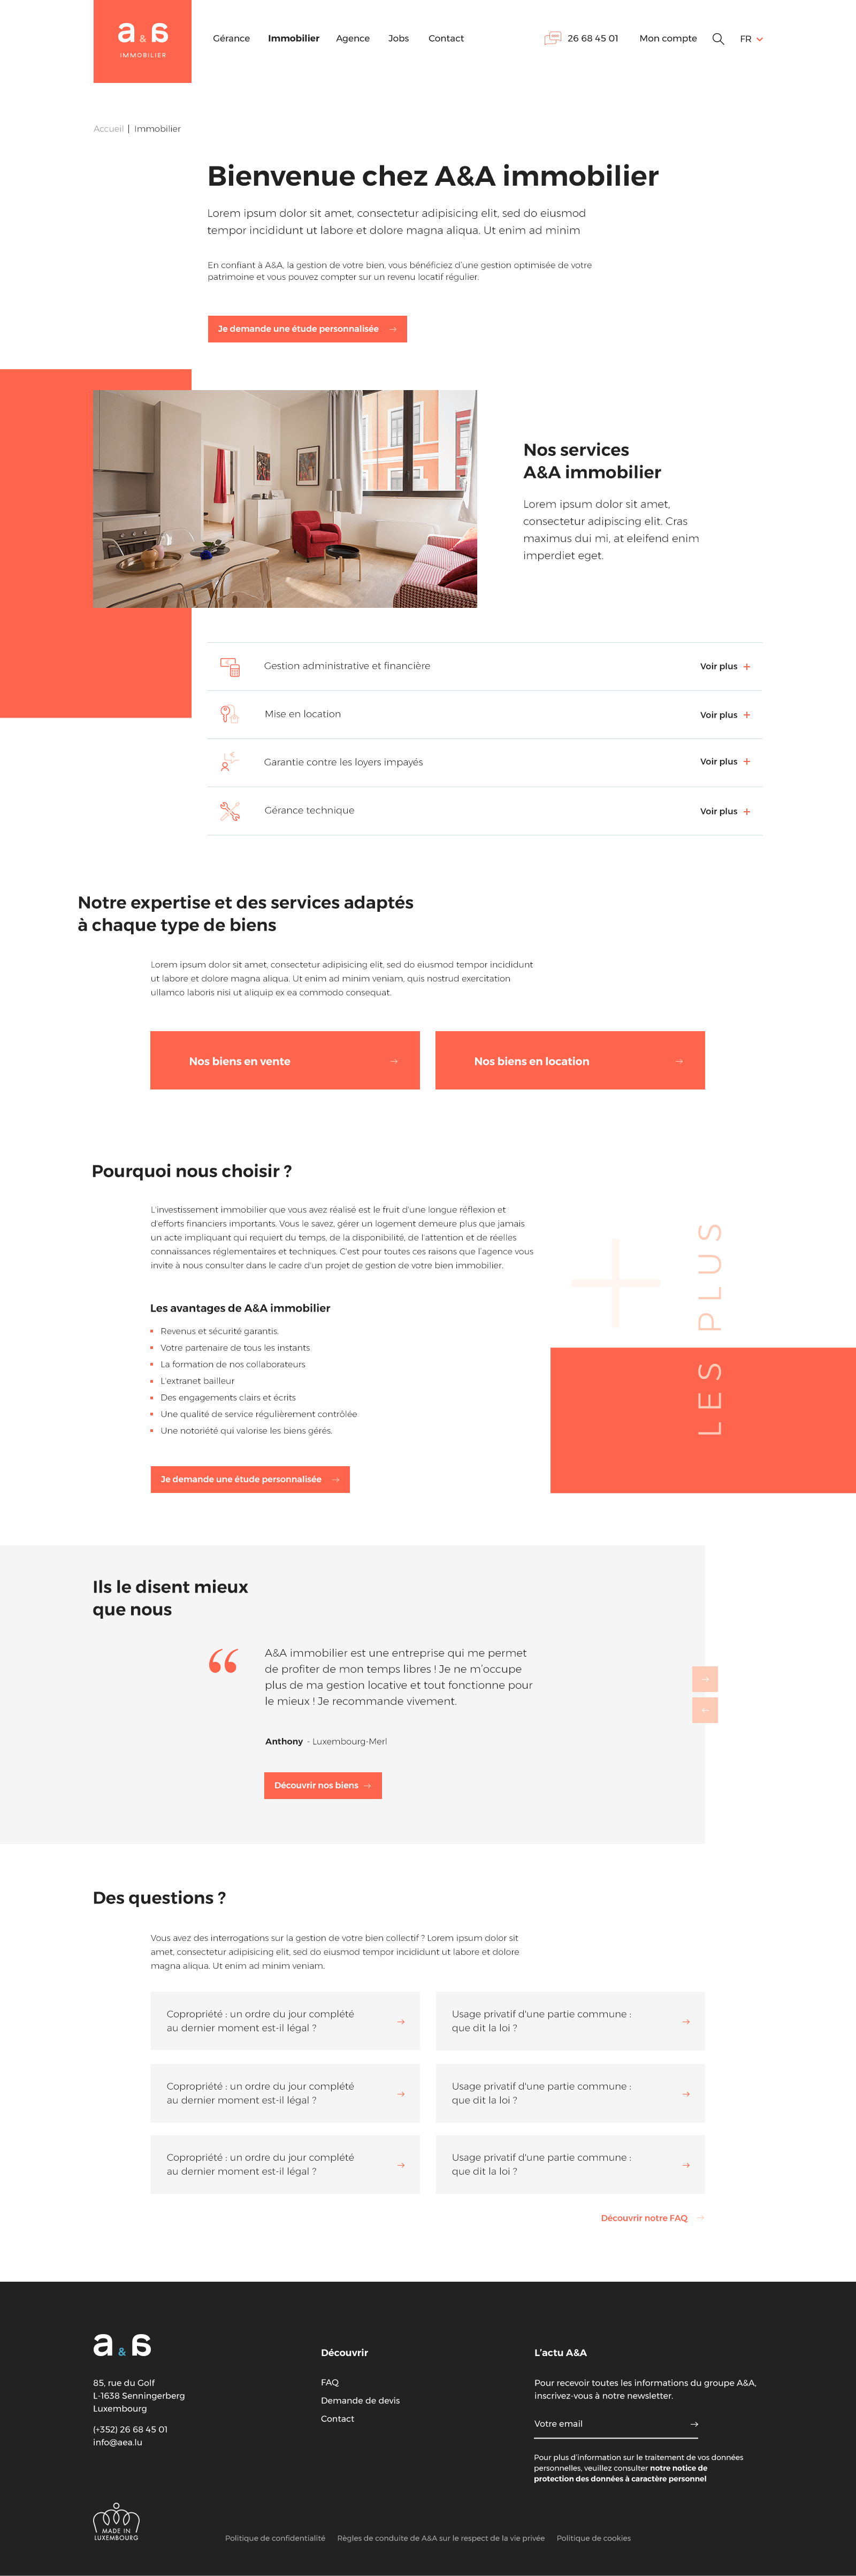 a & a
IMMOBILIER
Gérance
Immobilier
Agence
Jobs
Contact
26 68 45 01
Mon compte
FR
Accueil | Immobilier
Bienvenue chez A&A immobilier
Lorem ipsum dolor sit amet, consectetur adipisicing elit, sed do eiusmod
tempor incididunt ut labore et dolore magna aliqua. Ut enim ad minim
En confiant à A&A, la gestion de votre bien, vous bénéficiez d'une gestion optimisée de votre
patrimoine et vous pouvez compter sur un revenu locatif régulier.
Je demande une étude personnalisée
Nos services
A&A immobilier
Lorem ipsum dolor sit amet,
consectetur adipiscing elit. Cras
maximus dui mi, at eleifend enim
imperdiet eget.
Gestion administrative et financière
Voir plus +
Mise en location
Voir plus +
Garantie contre les loyers impayés
Voir plus +
Gérance technique
Voir plus +
Notre expertise et des services adaptés
à chaque type de biens
Lorem ipsum dolor sit amet, consectetur adipisicing elit, sed do eiusmod tempor incididunt
ut labore et dolore magna aliqua. Ut enim ad minim veniam, quis nostrud exercitation
ullamco laboris nisi ut aliquip ex ea commodo consequat.
Nos biens en vente
Nos biens en location
Pourquoi nous choisir ?
L'investissement immobilier que vous avez réalisé est le fruit d'une longue réflexion et
d'efforts financiers importants. Vous le savez, gérer un logement demeure plus que jamais
un acte impliquant qui requiert du temps, de la disponibilité, de l'attention et de réelles
connaissances réglementaires et techniques. C'est pour toutes ces raisons que l'agence vous
invite à nous consulter dans le cadre d'un projet de gestion de votre bien immobilier.
LES PLUS
Les avantages de A&A immobilier
Revenus et sécurité garantis.
Votre partenaire de tous les instants
La formation de nos collaborateurs
L'extranet bailleur
Des engagements clairs et écrits
Une qualité de service régulièrement contrôlée
Une notoriété qui valorise les biens gérés.
Je demande une étude personnalisée
Ils le disent mieux
que nous
A&A immobilier est une entreprise qui me permet
de profiter de mon temps libres ! Je ne m'occupe
plus de ma gestion locative et tout fonctionne pour
le mieux ! Je recommande vivement.
Anthony - Luxembourg-Merl
Découvrir nos biens
Des questions ?
Vous avez des interrogations sur la gestion de votre bien collectif ? Lorem ipsum dolor sit
amet, consectetur adipisicing elit, sed do eiusmod tempor incididunt ut labore et dolore
magna aliqua. Ut enim ad minim veniam.
Copropriété : un ordre du jour complété
au dernier moment est-il légal ?
Usage privatif d'une partie commune :
que dit la loi ?
Copropriété : un ordre du jour complété
au dernier moment est-il légal ?
Usage privatif d'une partie commune :
que dit la loi ?
Copropriété : un ordre du jour complété
au dernier moment est-il légal ?
Usage privatif d'une partie commune :
que dit la loi ?
Découvrir notre FAQ
a & a
85, rue du Golf
L-1638 Senningerberg
Luxembourg
(+352) 26 68 45 01
info@aea.lu
Découvrir
FAQ
Demande de devis
Contact
L'actu A&A
Pour recevoir toutes les informations du groupe A&A,
inscrivez-vous à notre newsletter.
Votre email
Pour plus d'information sur le traitement de vos données
personnelles, veuillez consulter notre notice de
protection des données à caractère personnel
MADE IN
LUXEMBOURG
Politique de confidentialité
Règles de conduite de A&A sur le respect de la vie privée
Politique de cookies